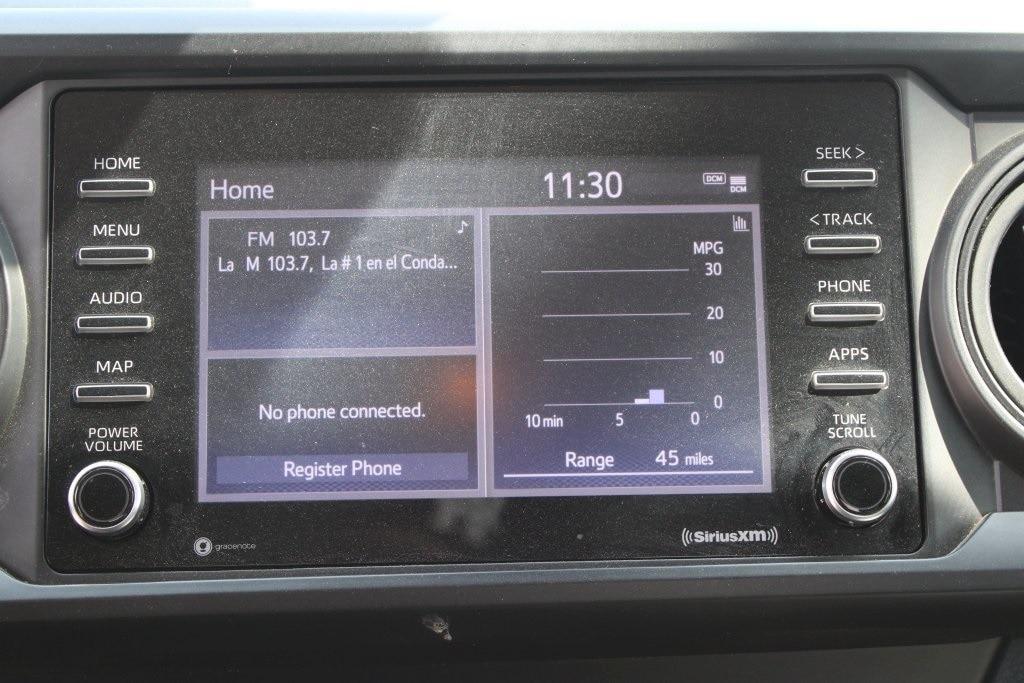 HOME
MENU
AUDIO
MAP
POWER
VOLUME
Home
11:30
DCM
DCM
FM 103.7
La M 103.7, La # 1 en el Conda...
No phone connected.
Register Phone
MPG
30
20
10
0
10 min 5 0
Range 45 miles
SEEK >
< TRACK
PHONE
APPS
TUNE
SCROLL
gracenote
((SiriusXM))